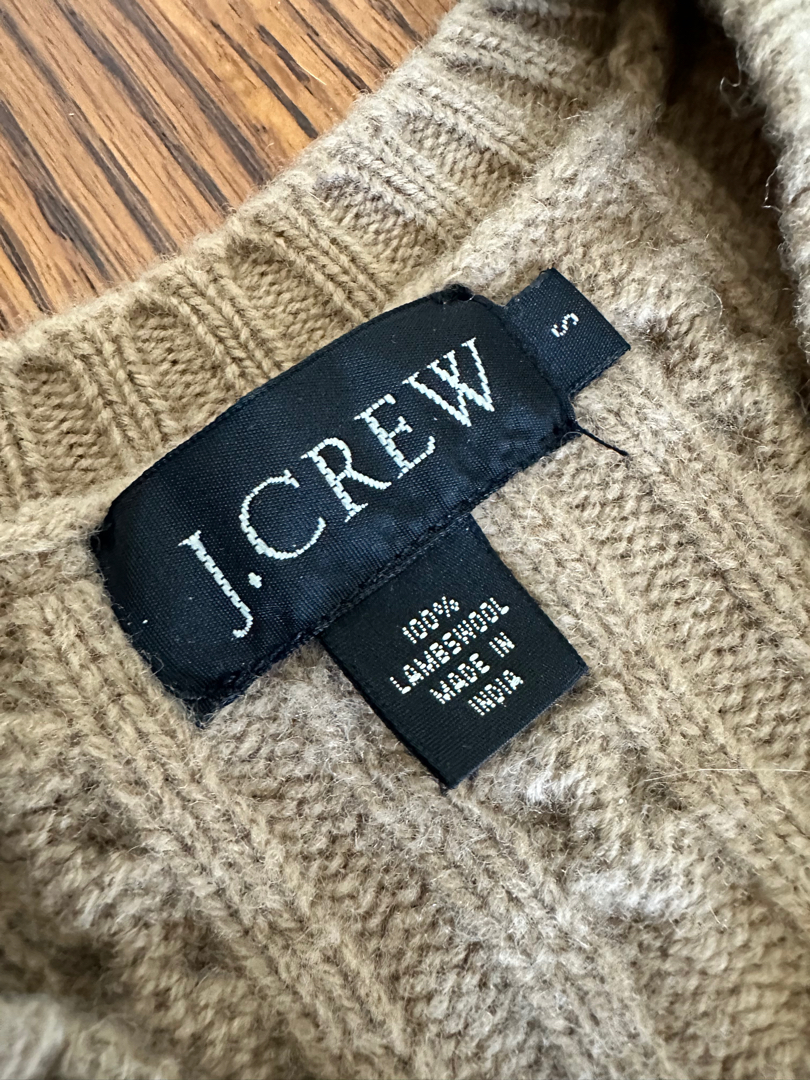 J.CREW
S
100%
LAMBSWOOL
MADE IN
INDIA